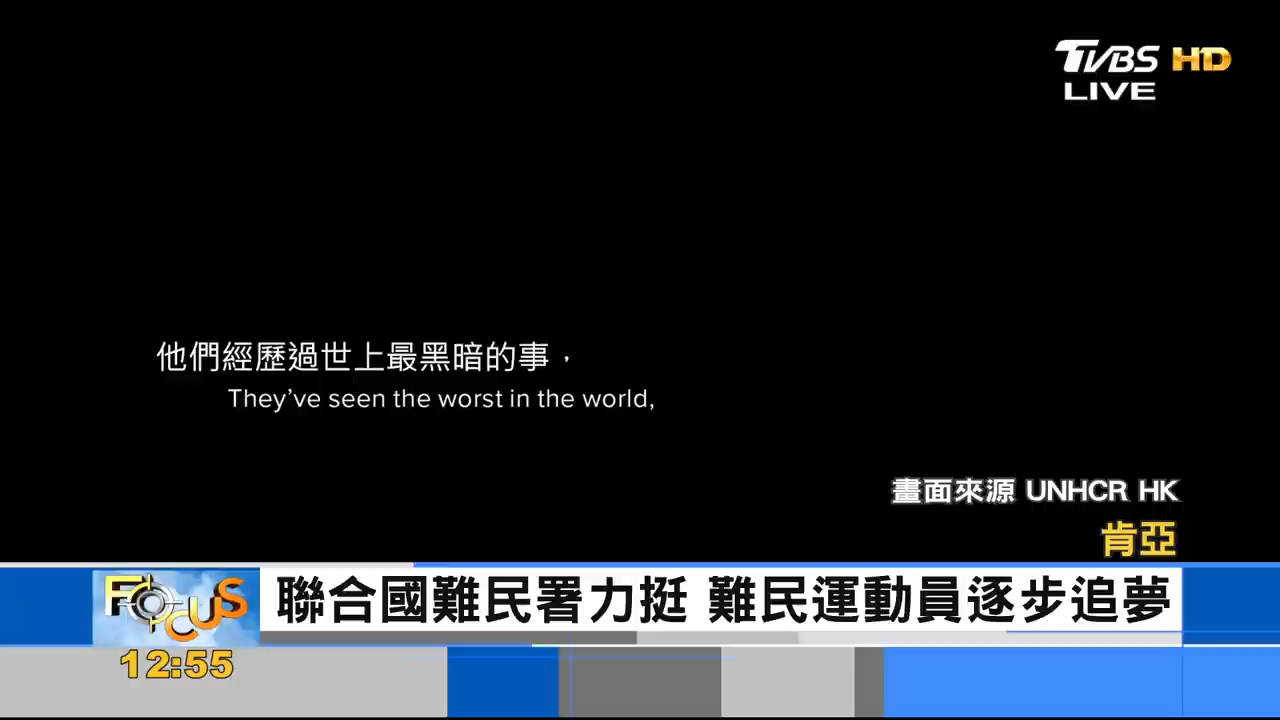 TVBS HD
LIVE
他們經歷過世上最黑暗的事，
They’ve seen the worst in the world,
畫面來源 UNHCR HK
肯亞
FOCUS
聯合國難民署力挺 難民運動員逐步追夢
12:55